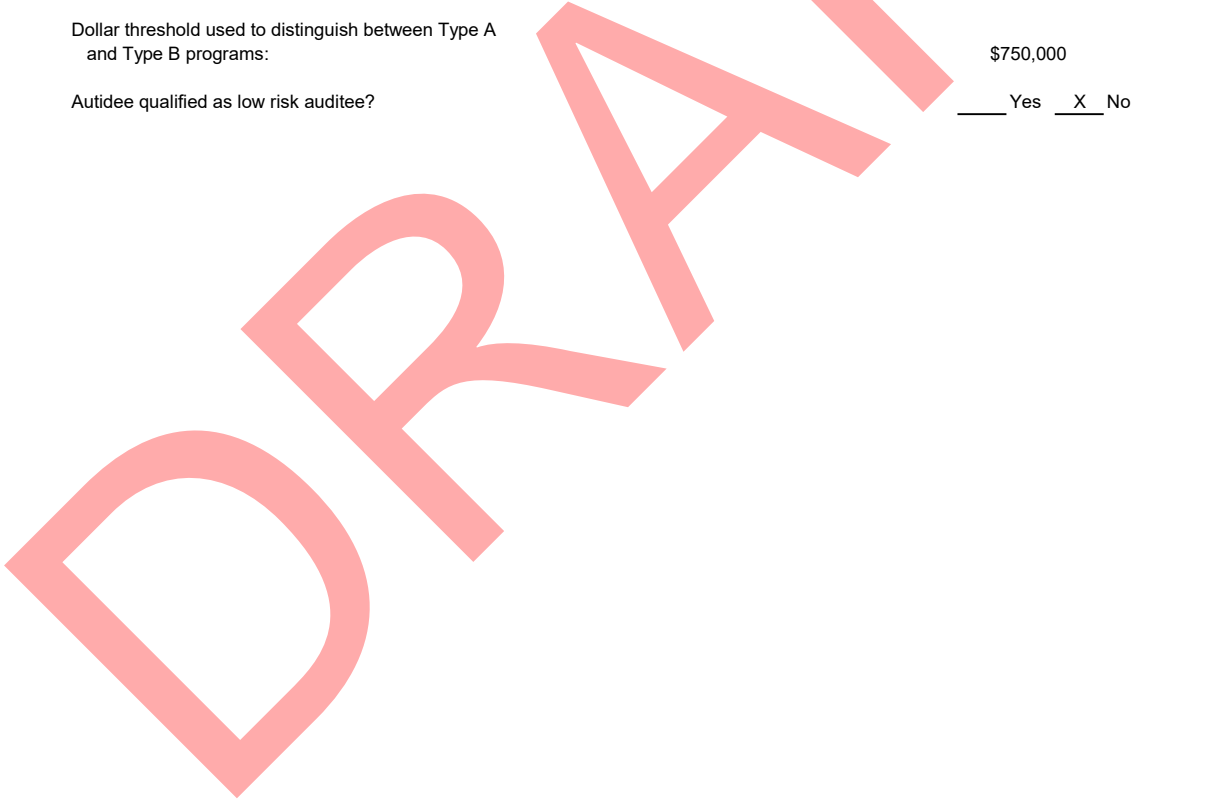 Dollar threshold used to distinguish between Type A
and Type B programs: $750,000
Autidee qualified as low risk auditee? Yes X No
DRA